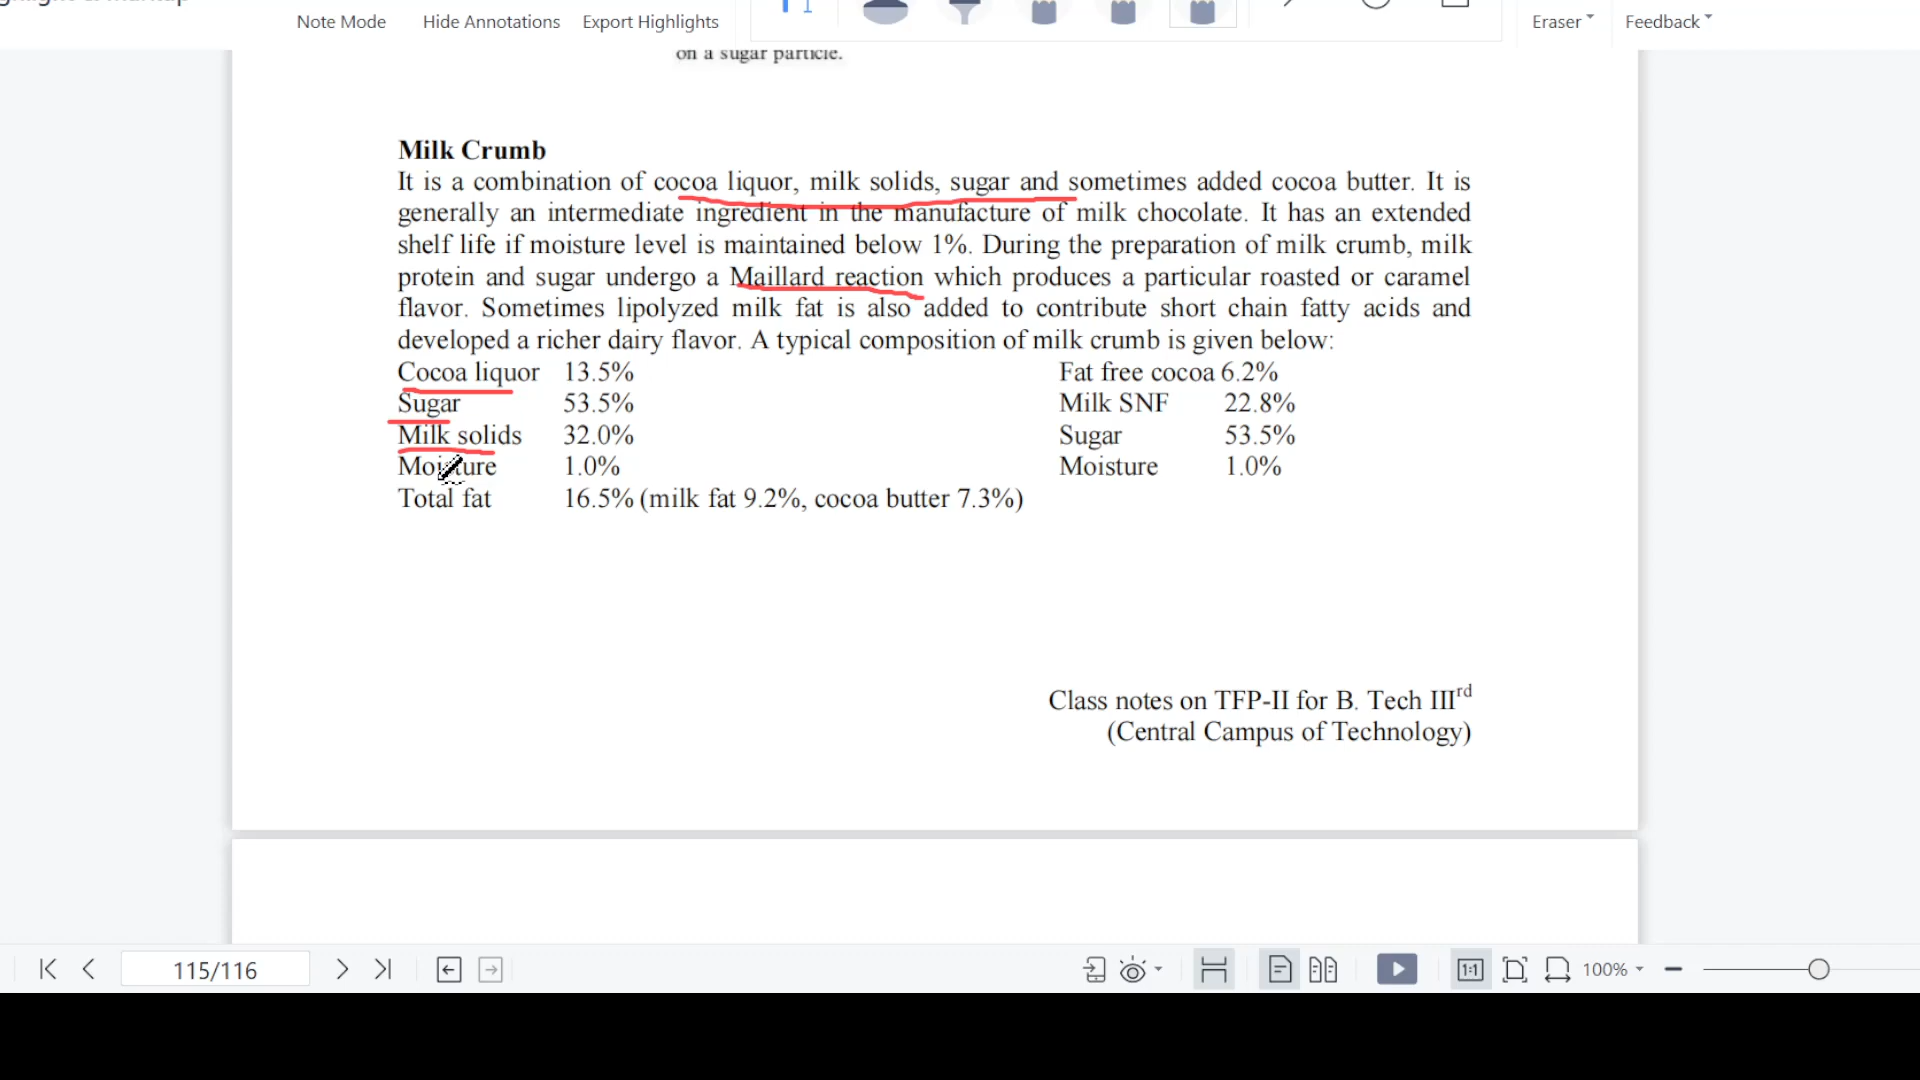 Note Mode Hide Annotations Export Highlights Eraser Feedback
on a sugar particle.
Milk Crumb
It is a combination of cocoa liquor, milk solids, sugar and sometimes added cocoa butter. It is
generally an intermediate ingredient in the manufacture of milk chocolate. It has an extended
shelf life if moisture level is maintained below 1%. During the preparation of milk crumb, milk
protein and sugar undergo a Maillard reaction which produces a particular roasted or caramel
flavor. Sometimes lipolyzed milk fat is also added to contribute short chain fatty acids and
developed a richer dairy flavor. A typical composition of milk crumb is given below:
Cocoa liquor 13.5% Fat free cocoa 6.2%
Sugar 53.5% Milk SNF 22.8%
Milk solids 32.0% Sugar 53.5%
Moisture 1.0% Moisture 1.0%
Total fat 16.5% (milk fat 9.2%, cocoa butter 7.3%)
Class notes on TFP-II for B. Tech IIIrd
(Central Campus of Technology)
115/116 1:1 100%